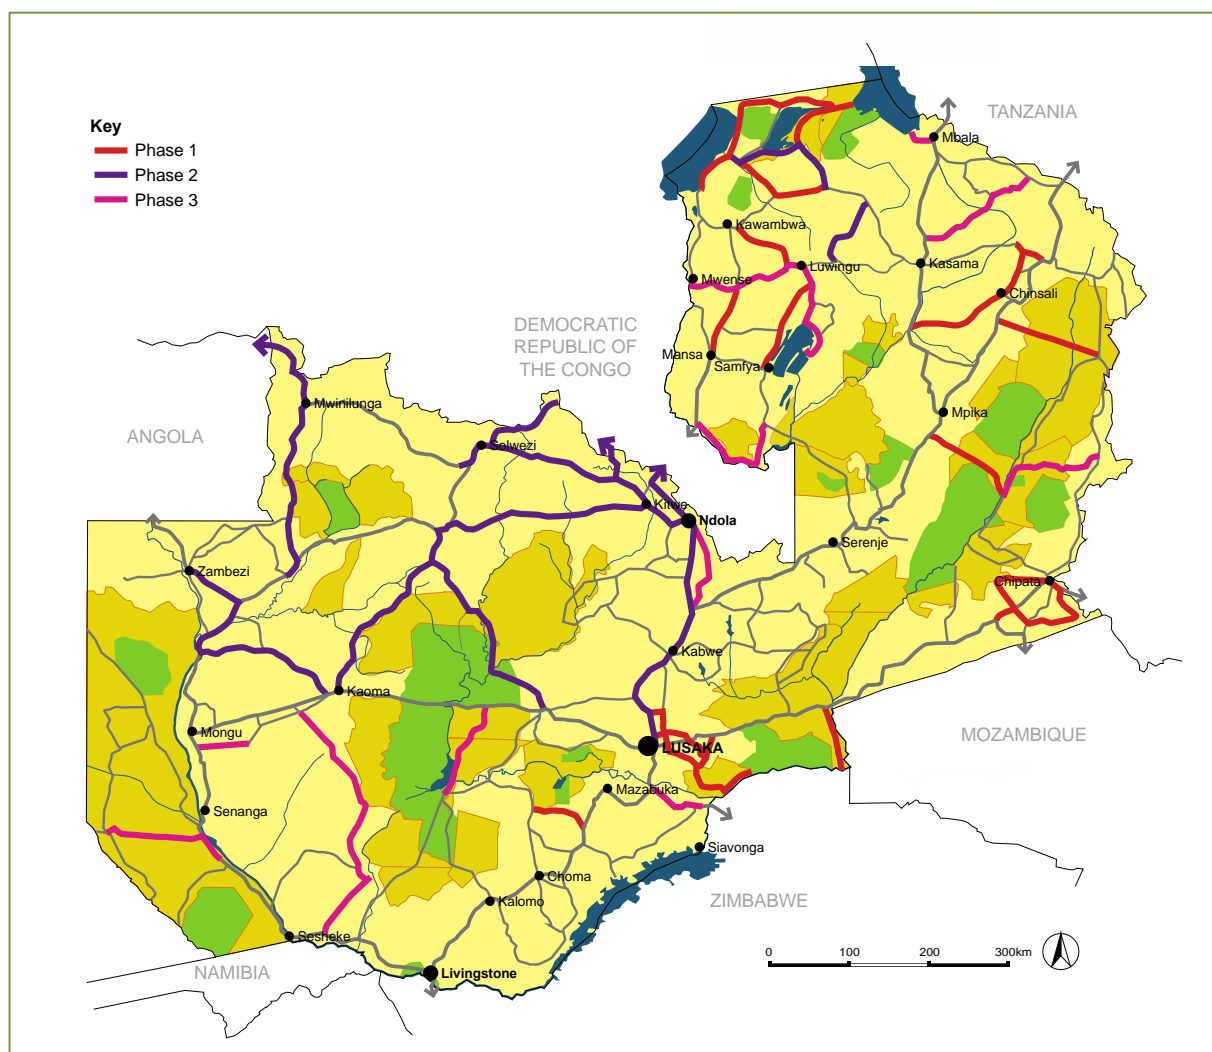 Key
Phase 1
Phase 2
Phase 3
TANZANIA
Mbala
Kawambwa
Luwingu
Kasama
Mwense
Chinsali
DEMOCRATIC
REPUBLIC OF
THE CONGO
Mansa
Samfya
Mwinilunga
Mpika
ANGOLA
Solwezi
Kitwe
Ndola
Serenje
Zambezi
Chipata
Kabwe
Kaoma
Mongu
LUSAKA
MOZAMBIQUE
Mazabuka
Senanga
Siavonga
Choma
ZIMBABWE
Kalomo
Sesheke
NAMIBIA
Livingstone
0 100 200 300km